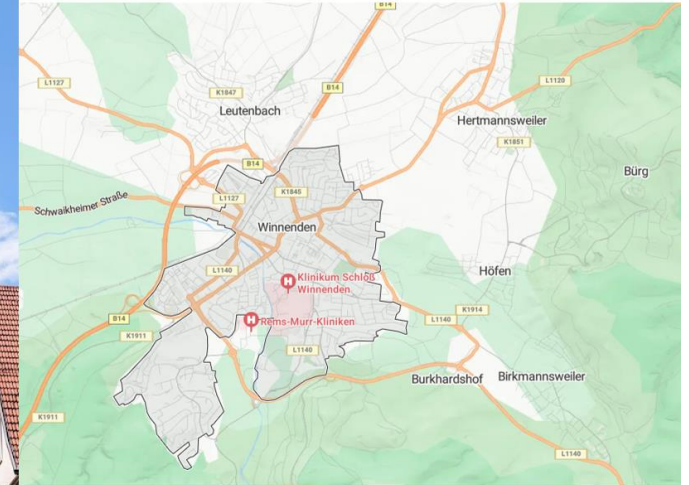 B14
L1127
L1120
K1847
B14
Leutenbach
Hertmannsweiler
K1851
B14
Bürg
K1845
L1127
Schwaikheimer Straße
Winnenden
L1140
Höfen
Klinikum Schloß
Winnenden
K1914
B14
Rems-Murr-Kliniken
L1140
K1911
L1140
Burkhardshof
Birkmannsweiler
K1911
L1140